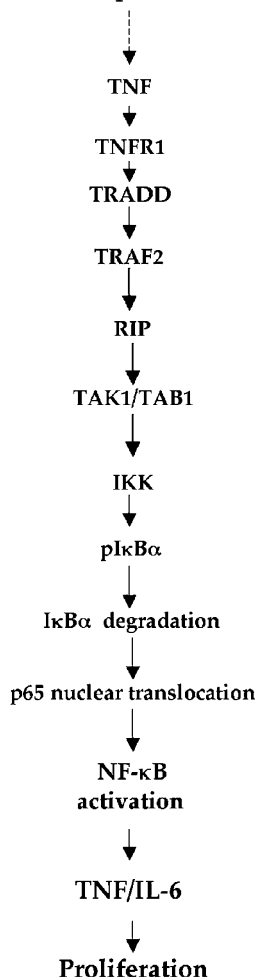 TNF
TNFR1
TRADD
TRAF2
RIP
TAK1/TAB1
IKK
pIκBα
IκBα degradation
p65 nuclear translocation
NF-κB
activation
TNF/IL-6
Proliferation